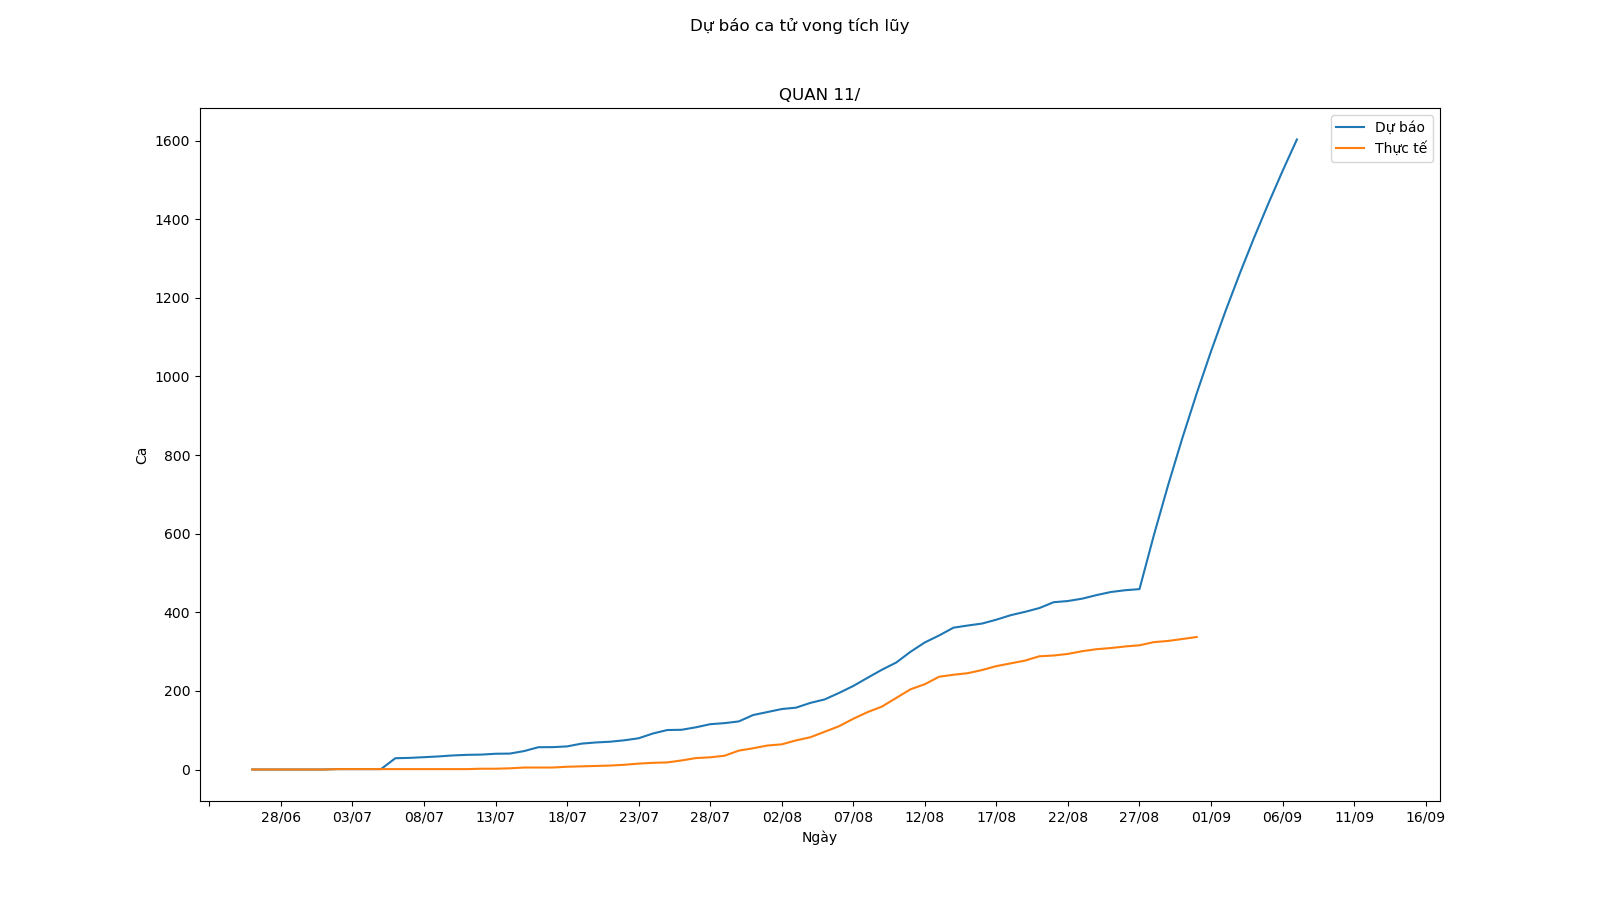 Dự báo ca tử vong tích lũy
QUAN 11/
Dự báo
Thực tế
1600
1400
1200
1000
800
600
400
200
0
Ca
28/06 03/07 08/07 13/07 18/07 23/07 28/07 02/08 07/08 12/08 17/08 22/08 27/08 01/09 06/09 11/09 16/09
Ngày